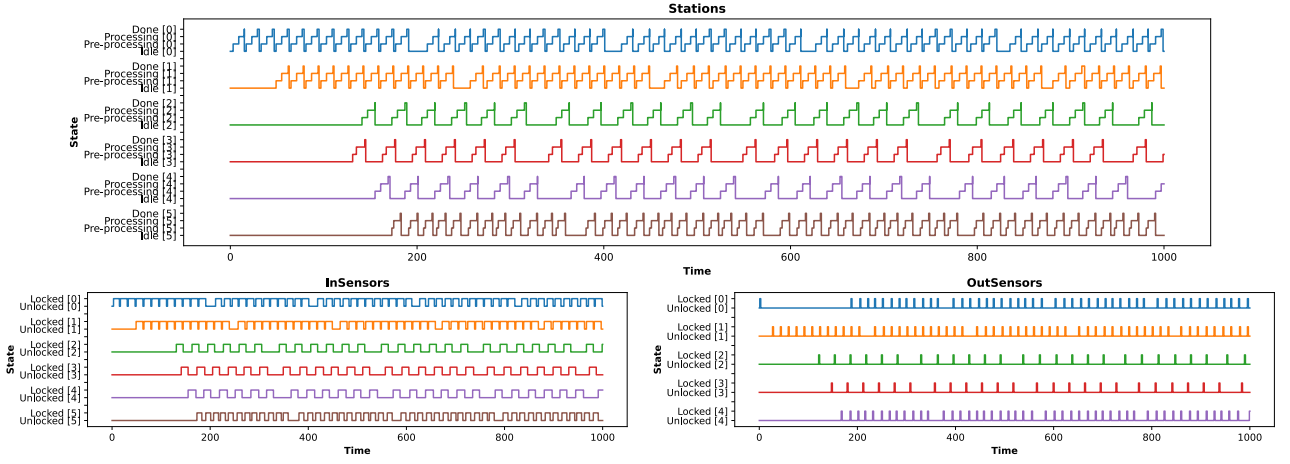 Stations
Done [0]
Processing [0]
Pre-processing [0]
Idle [0]
Done [1]
Processing [1]
Pre-processing [1]
Idle [1]
Done [2]
Processing [2]
Pre-processing [2]
Idle [2]
Done [3]
Processing [3]
Pre-processing [3]
Idle [3]
Done [4]
Processing [4]
Pre-processing [4]
Idle [4]
Done [5]
Processing [5]
Pre-processing [5]
Idle [5]
State
0 200 400 600 800 1000
Time
InSensors
Locked [0]
Unlocked [0]
Locked [1]
Unlocked [1]
Locked [2]
Unlocked [2]
Locked [3]
Unlocked [3]
Locked [4]
Unlocked [4]
Locked [5]
Unlocked [5]
State
0 200 400 600 800 1000
Time
OutSensors
Locked [0]
Unlocked [0]
Locked [1]
Unlocked [1]
Locked [2]
Unlocked [2]
Locked [3]
Unlocked [3]
Locked [4]
Unlocked [4]
State
0 200 400 600 800 1000
Time